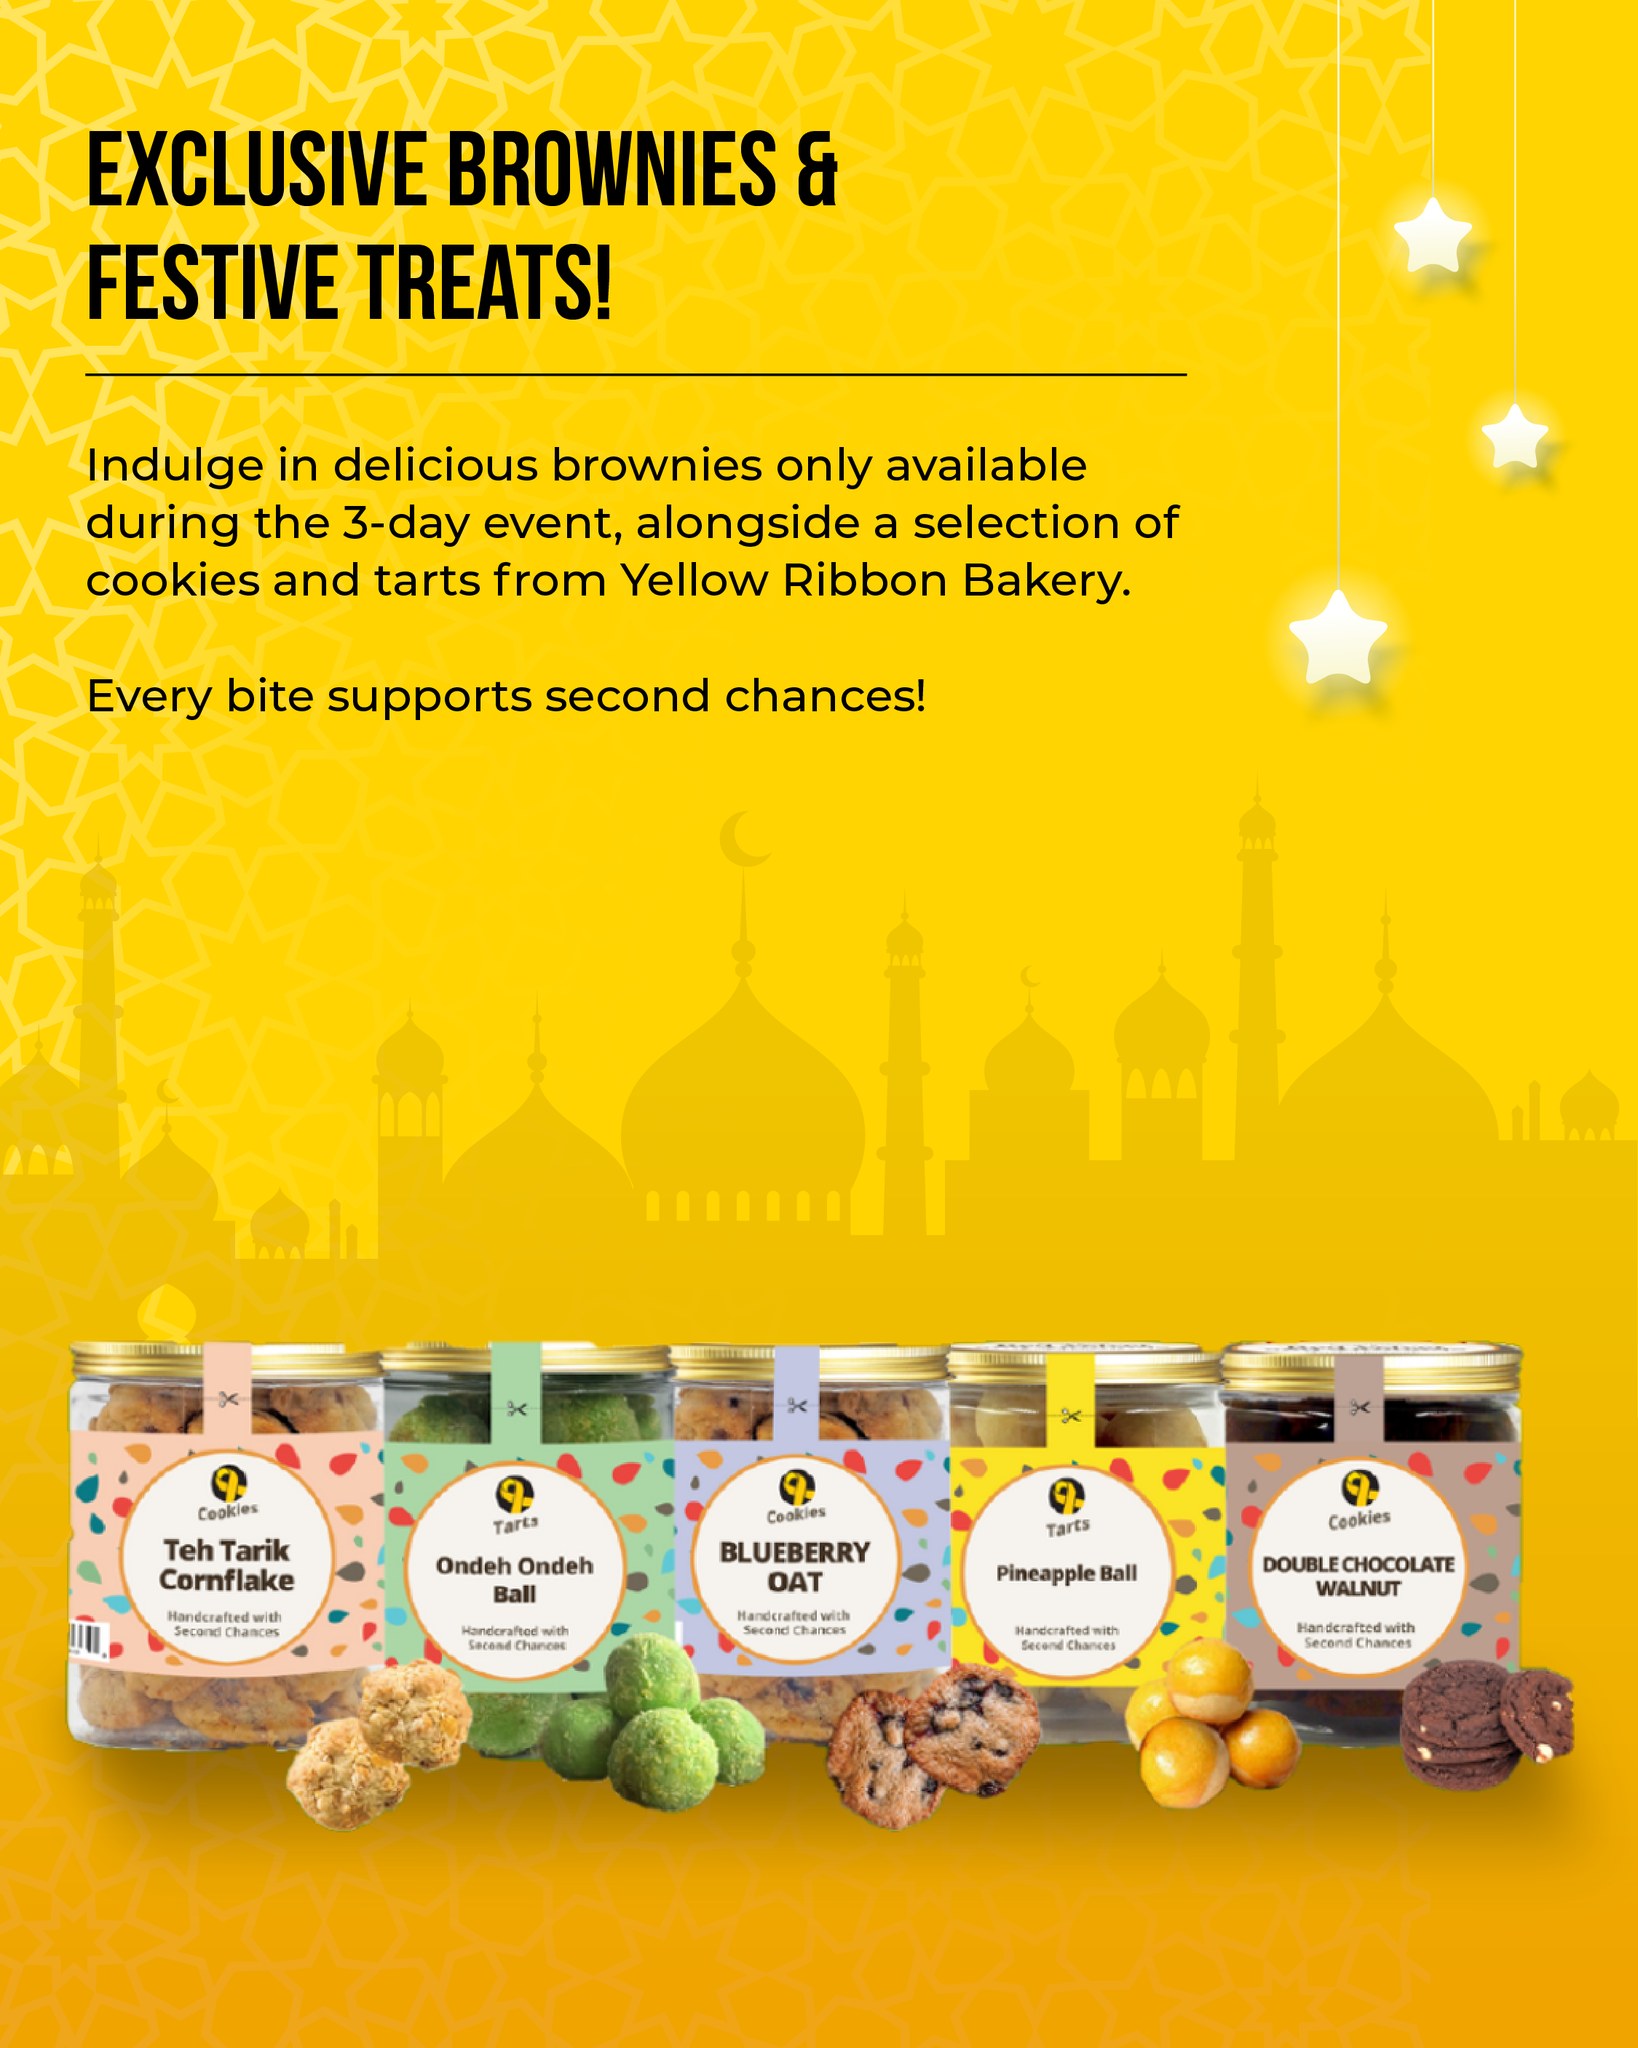 EXCLUSIVE BROWNIES &
FESTIVE TREATS!
Indulge in delicious brownies only available
during the 3-day event, alongside a selection of
cookies and tarts from Yellow Ribbon Bakery.
Every bite supports second chances!
Cookies
Teh Tarik
Cornflake
Handcrafted with
Second Chances
Tarts
Ondeh Ondeh
Ball
Handcrafted with
Second Chances
Cookies
BLUEBERRY
OAT
Handcrafted with
Second Chances
Tarts
Pineapple Ball
Handcrafted with
Second Chances
Cookies
DOUBLE CHOCOLATE
WALNUT
Handcrafted with
Second Chances